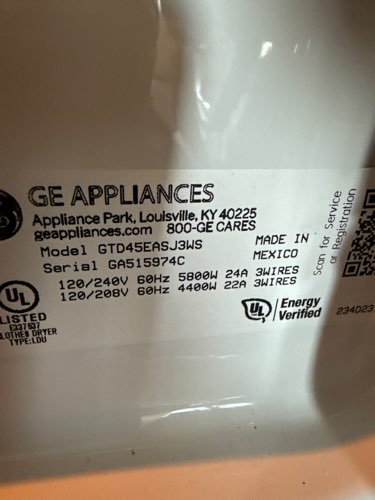 GE APPLIANCES
Appliance Park, Louisville, KY 40225
geappliances.com 800-GE CARES
Model GTD45EASJ3WS
Serial GA515974C
MADE IN
MEXICO
120/240V 60Hz 5800W 24A 3WIRES
120/208V 60Hz 4400W 22A 3WIRES
UL
LISTED
E337637
CLOTHES DRYER
TYPE:LDU
UL
Energy
Verified
Scan for Service
or Registration
234D23